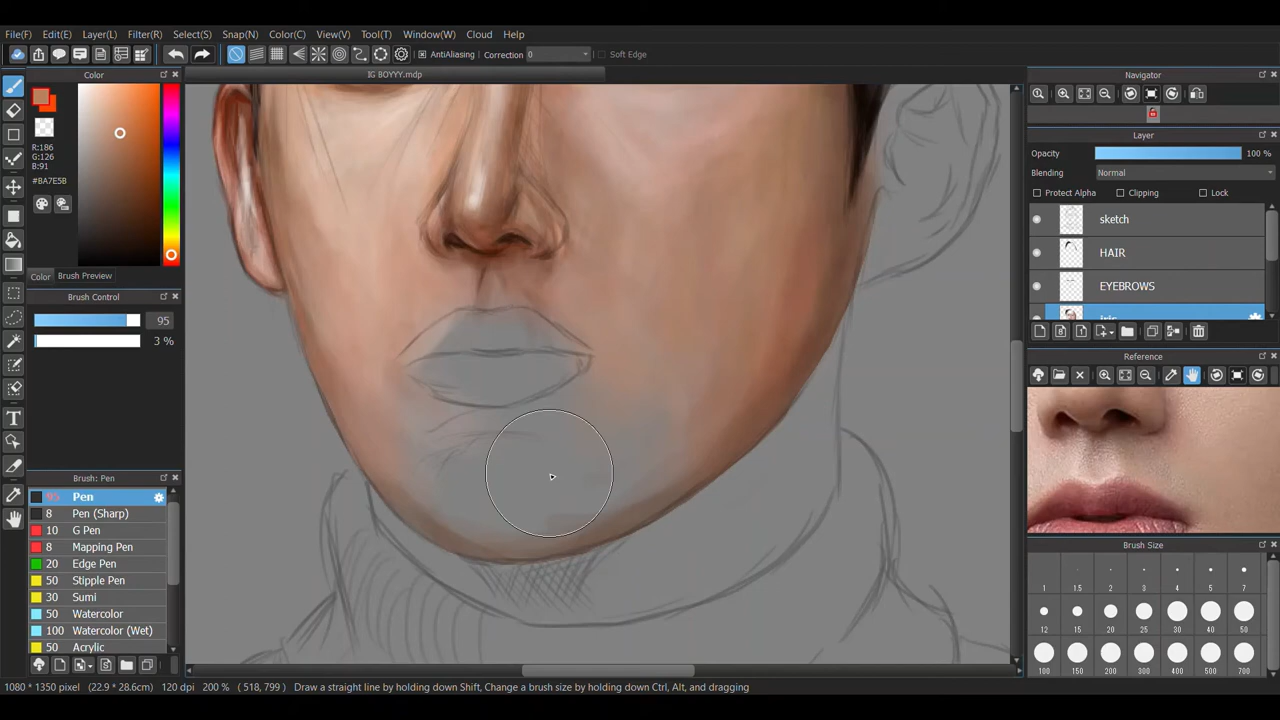 File(F) Edit(E) Layer(L) Filter(R) Select(S) Snap(N) Color(C) View(V) Tool(T) Window(W) Cloud Help
AntiAliasing Correction 0 Soft Edge
Color
IG BOYYY.mdp
Navigator
R:186
G:126
B:91
#BA7E5B
Layer
Opacity 100 %
Blending Normal
Protect Alpha Clipping Lock
sketch
HAIR
EYEBROWS
Color Brush Preview
Brush Control
95
3 %
Reference
Brush: Pen
95 Pen
8 Pen (Sharp)
10 G Pen
8 Mapping Pen
20 Edge Pen
50 Stipple Pen
30 Sumi
50 Watercolor
100 Watercolor (Wet)
50 Acrylic
Brush Size
1 1.5 2 3 4 5 7
12 15 20 25 30 40 50
100 150 200 300 400 500 700
1080 * 1350 pixel (22.9 * 28.6cm) 120 dpi 200 % ( 518, 799 ) Draw a straight line by holding down Shift, Change a brush size by holding down Ctrl, Alt, and dragging